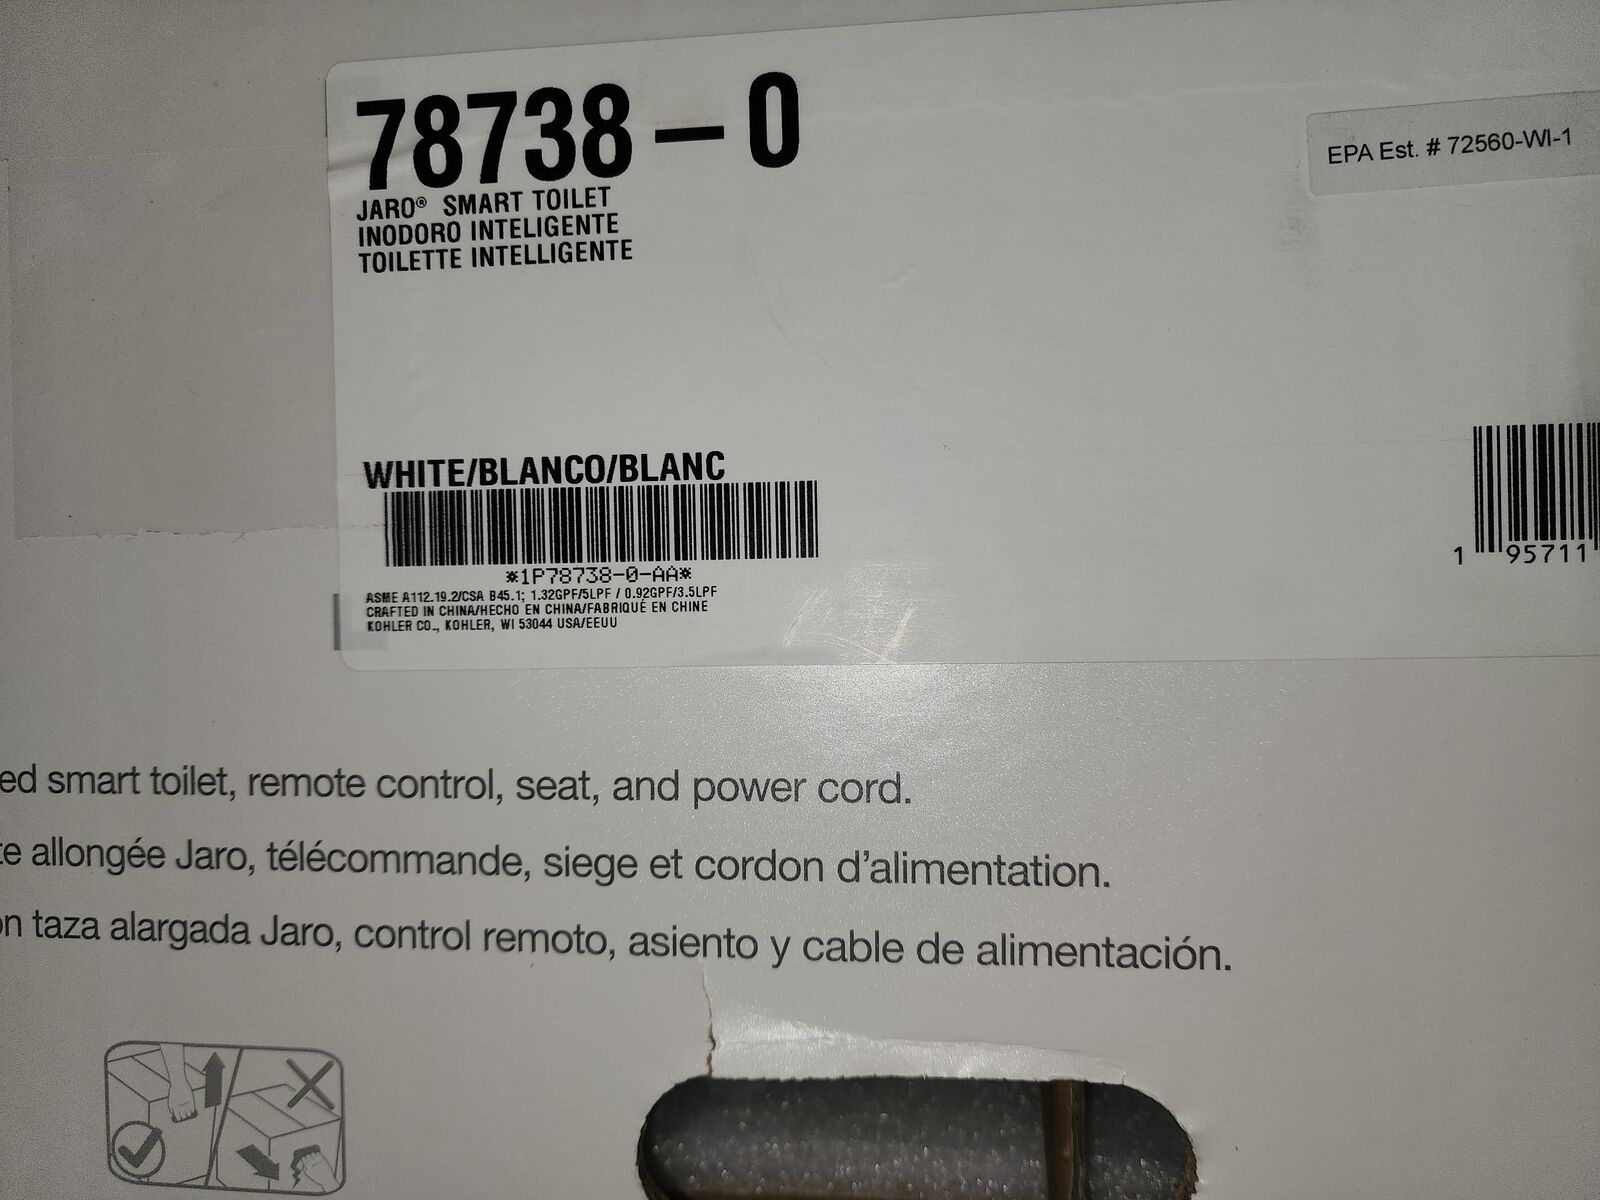 78738-0
JARO® SMART TOILET
INODORO INTELIGENTE
TOILETTE INTELLIGENTE
EPA Est. # 72560-WI-1
WHITE/BLANCO/BLANC
*1P78738-0-AA*
ASME A112.19.2/CSA B45.1; 1.32GPF/5LPF / 0.92GPF/3.5LPF
CRAFTED IN CHINA/HECHO EN CHINA/FABRIQUÉ EN CHINE
KOHLER CO., KOHLER, WI 53044 USA/EEUU
1 95711
ed smart toilet, remote control, seat, and power cord.
te allongée Jaro, télécommande, siege et cordon d'alimentation.
on taza alargada Jaro, control remoto, asiento y cable de alimentación.